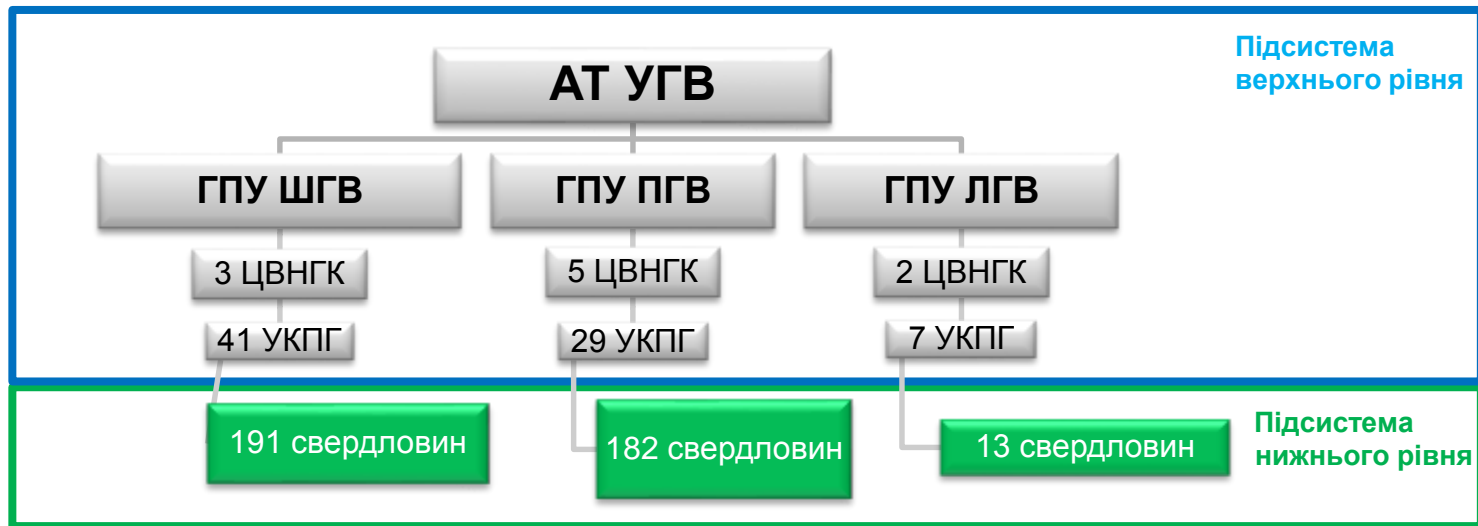 Підсистема
верхнього рівня
АТ УГВ
ГПУ ШГВ
ГПУ ПГВ
ГПУ ЛГВ
3 ЦВНГК
5 ЦВНГК
2 ЦВНГК
41 УКПГ
29 УКПГ
7 УКПГ
191 свердловин
182 свердловин
13 свердловин
Підсистема
нижнього рівня